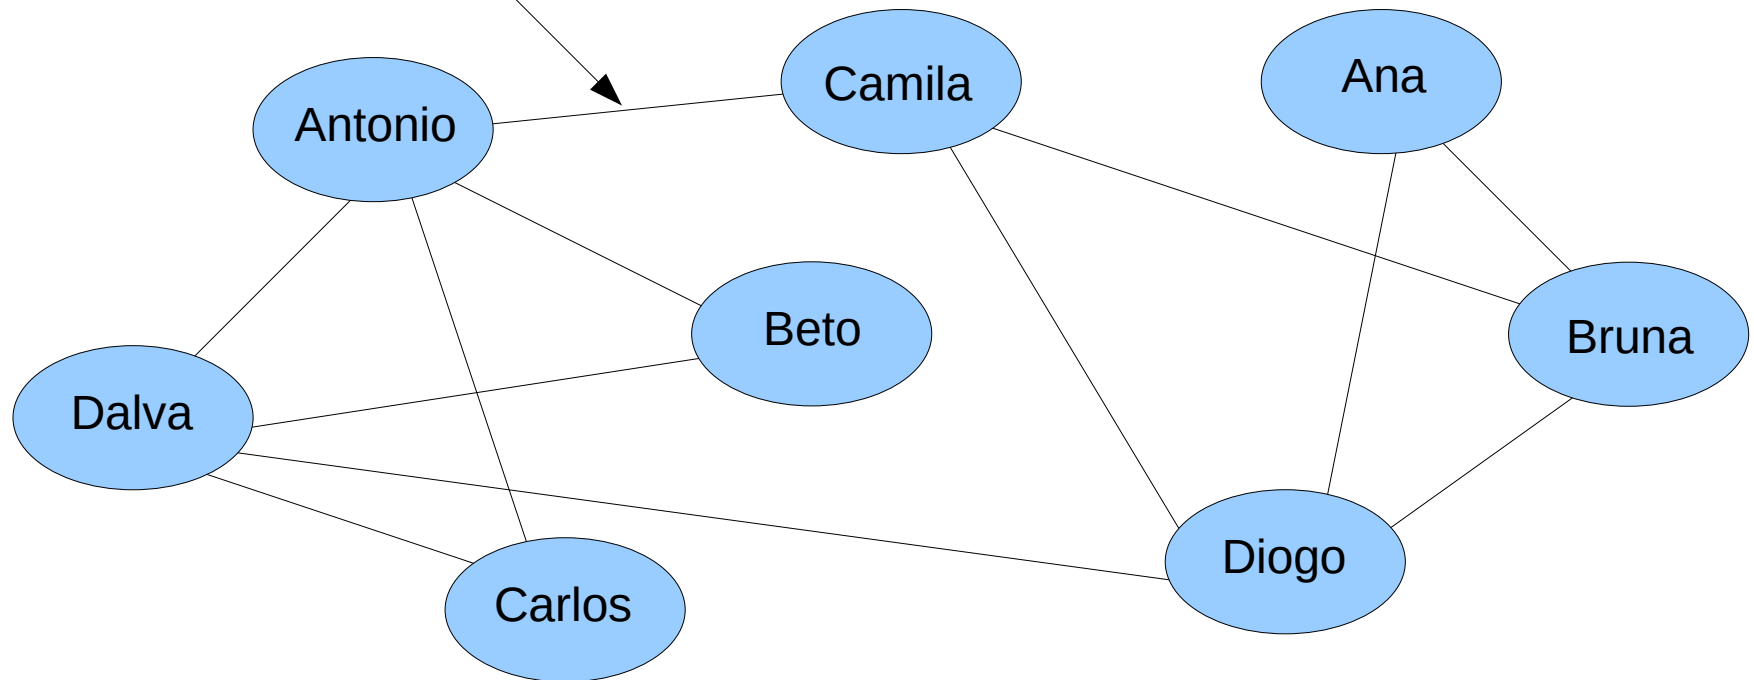 Camila
Ana
Antonio
Beto
Bruna
Dalva
Diogo
Carlos